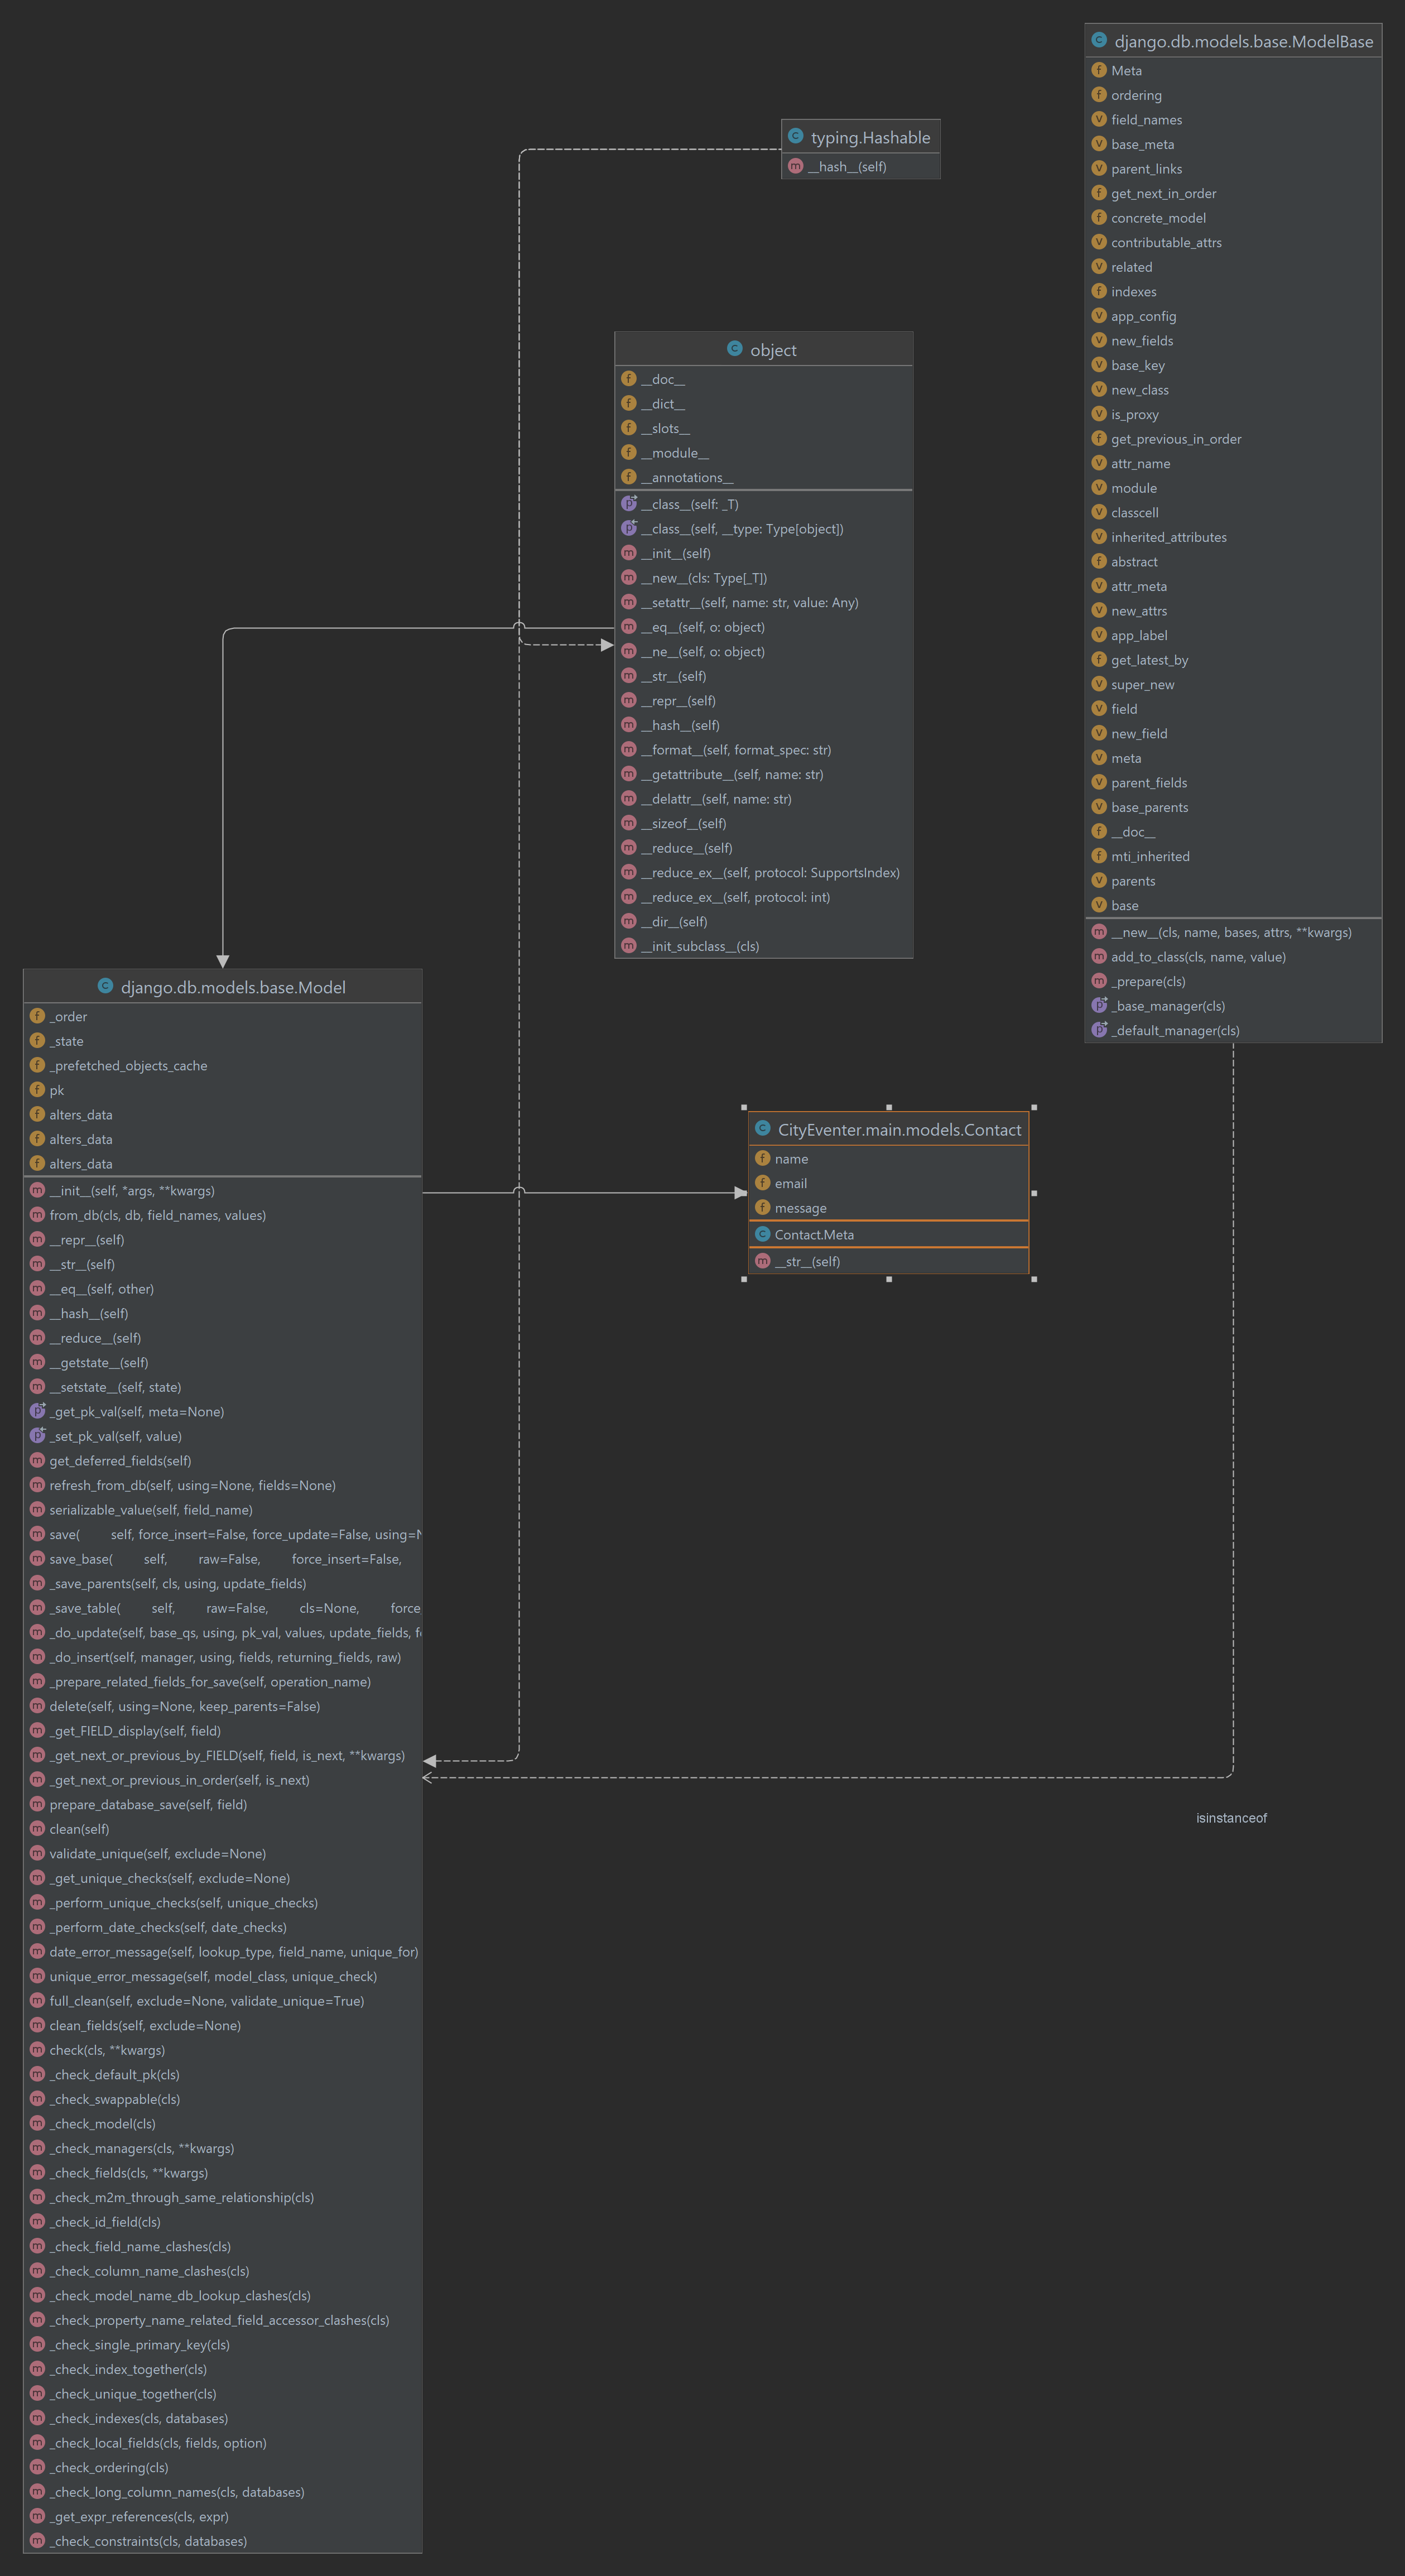 django.db.models.base.ModelBase
Meta
ordering
field_names
base_meta
parent_links
get_next_in_order
concrete_model
contributable_attrs
related
indexes
app_config
new_fields
base_key
new_class
is_proxy
get_previous_in_order
attr_name
module
classcell
inherited_attributes
abstract
attr_meta
new_attrs
app_label
get_latest_by
super_new
field
new_field
meta
parent_fields
base_parents
__doc__
mti_inherited
parents
base
__new__(cls, name, bases, attrs, **kwargs)
add_to_class(cls, name, value)
_prepare(cls)
_base_manager(cls)
_default_manager(cls)
typing.Hashable
__hash__(self)
object
__doc__
__dict__
__slots__
__module__
__annotations__
__class__(self: _T)
__class__(self, __type: Type[object])
__init__(self)
__new__(cls: Type[_T])
__setattr__(self, name: str, value: Any)
__eq__(self, o: object)
__ne__(self, o: object)
__str__(self)
__repr__(self)
__hash__(self)
__format__(self, format_spec: str)
__getattribute__(self, name: str)
__delattr__(self, name: str)
__sizeof__(self)
__reduce__(self)
__reduce_ex__(self, protocol: SupportsIndex)
__reduce_ex__(self, protocol: int)
__dir__(self)
__init_subclass__(cls)
django.db.models.base.Model
_order
_state
_prefetched_objects_cache
pk
alters_data
alters_data
alters_data
__init__(self, *args, **kwargs)
from_db(cls, db, field_names, values)
__repr__(self)
__str__(self)
__eq__(self, other)
__hash__(self)
__reduce__(self)
__getstate__(self)
__setstate__(self, state)
_get_pk_val(self, meta=None)
_set_pk_val(self, value)
get_deferred_fields(self)
refresh_from_db(self, using=None, fields=None)
serializable_value(self, field_name)
save( self, force_insert=False, force_update=False, using=N
save_base( self, raw=False, force_insert=False,
_save_parents(self, cls, using, update_fields)
_save_table( self, raw=False, cls=None, force
_do_update(self, base_qs, using, pk_val, values, update_fields, f
_do_insert(self, manager, using, fields, returning_fields, raw)
_prepare_related_fields_for_save(self, operation_name)
delete(self, using=None, keep_parents=False)
_get_FIELD_display(self, field)
_get_next_or_previous_by_FIELD(self, field, is_next, **kwargs)
_get_next_or_previous_in_order(self, is_next)
prepare_database_save(self, field)
clean(self)
validate_unique(self, exclude=None)
_get_unique_checks(self, exclude=None)
_perform_unique_checks(self, unique_checks)
_perform_date_checks(self, date_checks)
date_error_message(self, lookup_type, field_name, unique_for)
unique_error_message(self, model_class, unique_check)
full_clean(self, exclude=None, validate_unique=True)
clean_fields(self, exclude=None)
check(cls, **kwargs)
_check_default_pk(cls)
_check_swappable(cls)
_check_model(cls)
_check_managers(cls, **kwargs)
_check_fields(cls, **kwargs)
_check_m2m_through_same_relationship(cls)
_check_id_field(cls)
_check_field_name_clashes(cls)
_check_column_name_clashes(cls)
_check_model_name_db_lookup_clashes(cls)
_check_property_name_related_field_accessor_clashes(cls)
_check_single_primary_key(cls)
_check_index_together(cls)
_check_unique_together(cls)
_check_indexes(cls, databases)
_check_local_fields(cls, fields, option)
_check_ordering(cls)
_check_long_column_names(cls, databases)
_get_expr_references(cls, expr)
_check_constraints(cls, databases)
CityEventer.main.models.Contact
name
email
message
Contact.Meta
__str__(self)
isinstanceof